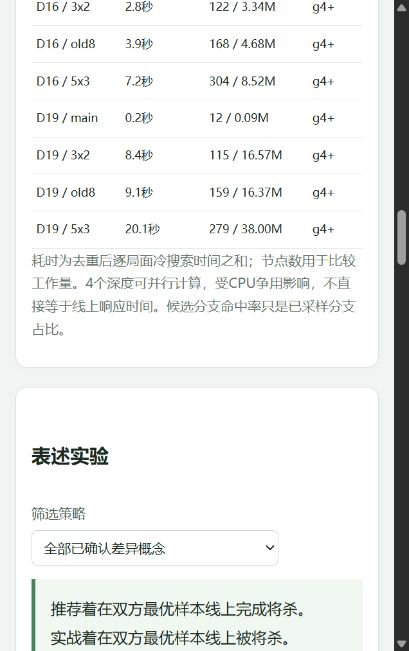 D16 / 3x2 2.8秒 122 / 3.34M g4+
D16 / old8 3.9秒 168 / 4.68M g4+
D16 / 5x3 7.2秒 304 / 8.52M g4+
D19 / main 0.2秒 12 / 0.09M g4+
D19 / 3x2 8.4秒 115 / 16.57M g4+
D19 / old8 9.1秒 159 / 16.37M g4+
D19 / 5x3 20.1秒 279 / 38.00M g4+
耗时为去重后逐局面冷搜索时间之和；节点数用于比较
工作量。4个深度可并行计算，受CPU争用影响，不直
接等于线上响应时间。候选分支命中率只是已采样分支
占比。
表述实验
筛选策略
全部已确认差异概念
推荐着在双方最优样本线上完成将杀。
实战着在双方最优样本线上被将杀。